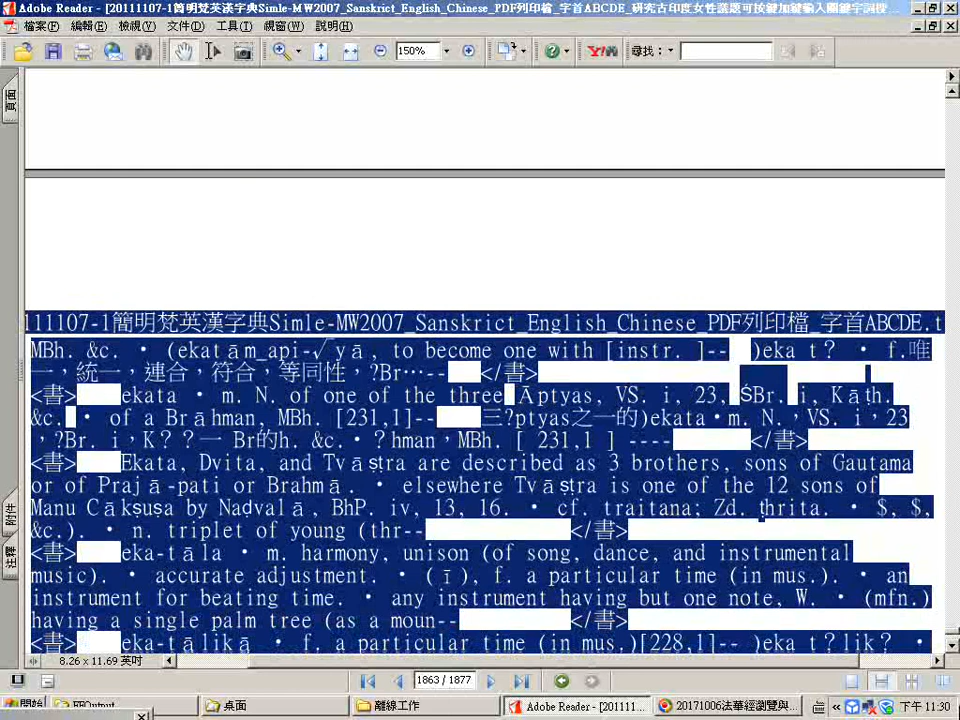 Adobe Reader - [20111107-1簡明梵英漢字典Simle-MW2007_Sanskrict_English_Chinese_PDF列印檔_字首ABCDE_研究古印度女性議題可按鍵加鍵輸入關鍵字詞搜
檔案(F) 編輯(E) 檢視(V) 文件(D) 工具(T) 視窗(W) 說明(H)
150% Y! 尋找:
頁面
111107-1簡明梵英漢字典Simle-MW2007_Sanskrict_English_Chinese_PDF列印檔_字首ABCDE.t
MBh. &c. ‧ (ekatām_api-√yā, to become one with [instr. ]-- )eka t? ‧ f.唯
一，統一，連合，符合，等同性，?Br…-- </書>
<書> ekata ‧ m. N. of one of the three Āptyas, VS. i, 23, ŚBr. i, Kāṭh.
&c. ‧ of a Brāhman, MBh. [231,1]-- 三?ptyas之一的)ekata‧m. N.，VS. i，23
，?Br. i，K？？一 Br的h. &c.‧？hman，MBh. [ 231,1 ] ---- </書>
<書> Ekata, Dvita, and Tvāṣṭra are described as 3 brothers, sons of Gautama
or of Prajā-pati or Brahmā. ‧ elsewhere Tvāṣṭra is one of the 12 sons of
Manu Cākṣuṣa by Naḍvalā, BhP. iv, 13, 16. ‧ cf. traitana; Zd. thrita. ‧ $, $,
&c.). ‧ n. triplet of young (thr-- </書>
<書> eka-tāla ‧ m. harmony, unison (of song, dance, and instrumental
music). ‧ accurate adjustment. ‧ (ī), f. a particular time (in mus.). ‧ an
instrument for beating time. ‧ any instrument having but one note, W. ‧ (mfn.)
having a single palm tree (as a moun-- </書>
<書> eka-tālikā ‧ f. a particular time (in mus.)[228,1]-- )eka t?lik? ‧
附件
注釋
8.26 x 11.69 英吋
1863 / 1877
開始 FFOutput 桌面 離線工作 Adobe Reader - [201111... 20171006法華經瀏覽與... 下午 11:30